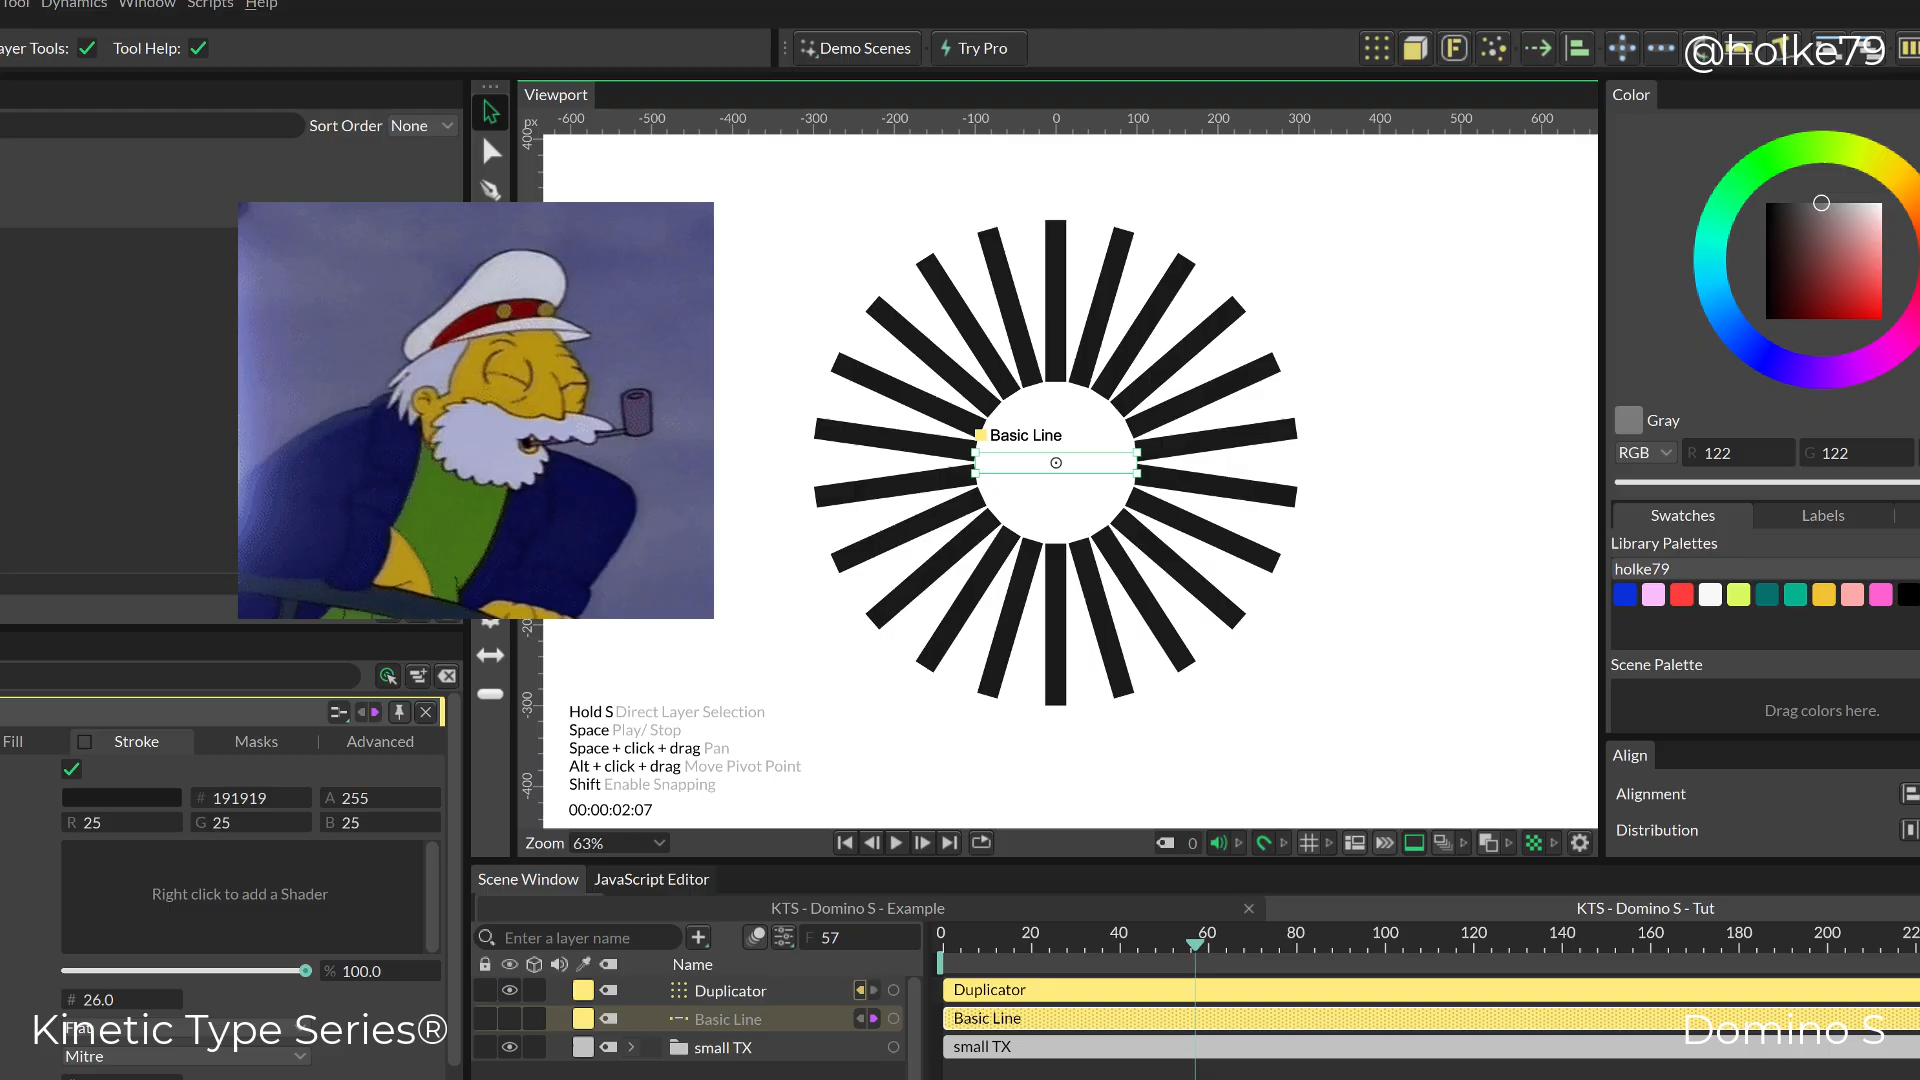 Tool Dynamics Window Scripts Help
ayer Tools: Tool Help: Demo Scenes Try Pro
@holke79
Viewport
Color
Sort Order None
px -600 -500 -400 -300 -200 -100 0 100 200 300 400 500 600
400
Basic Line
Gray
RGB R 122 G 122
Swatches Labels
Library Palettes
holke79
Scene Palette
Drag colors here.
-300
-400
Hold S Direct Layer Selection
Space Play/ Stop
Space + click + drag Pan
Alt + click + drag Move Pivot Point
Shift Enable Snapping
00:00:02:07
Fill Stroke Masks Advanced
Align
Alignment
Distribution
# 191919 A 255
R 25 G 25 B 25
Right click to add a Shader
% 100.0
# 26.0
Flat
Mitre
Zoom 63% 0
Scene Window JavaScript Editor
KTS - Domino S - Example KTS - Domino S - Tut
Enter a layer name F 57
0 20 40 60 80 100 120 140 160 180 200 22
Name
Duplicator Duplicator
Basic Line Basic Line
small TX small TX
Kinetic Type Series®
Domino S